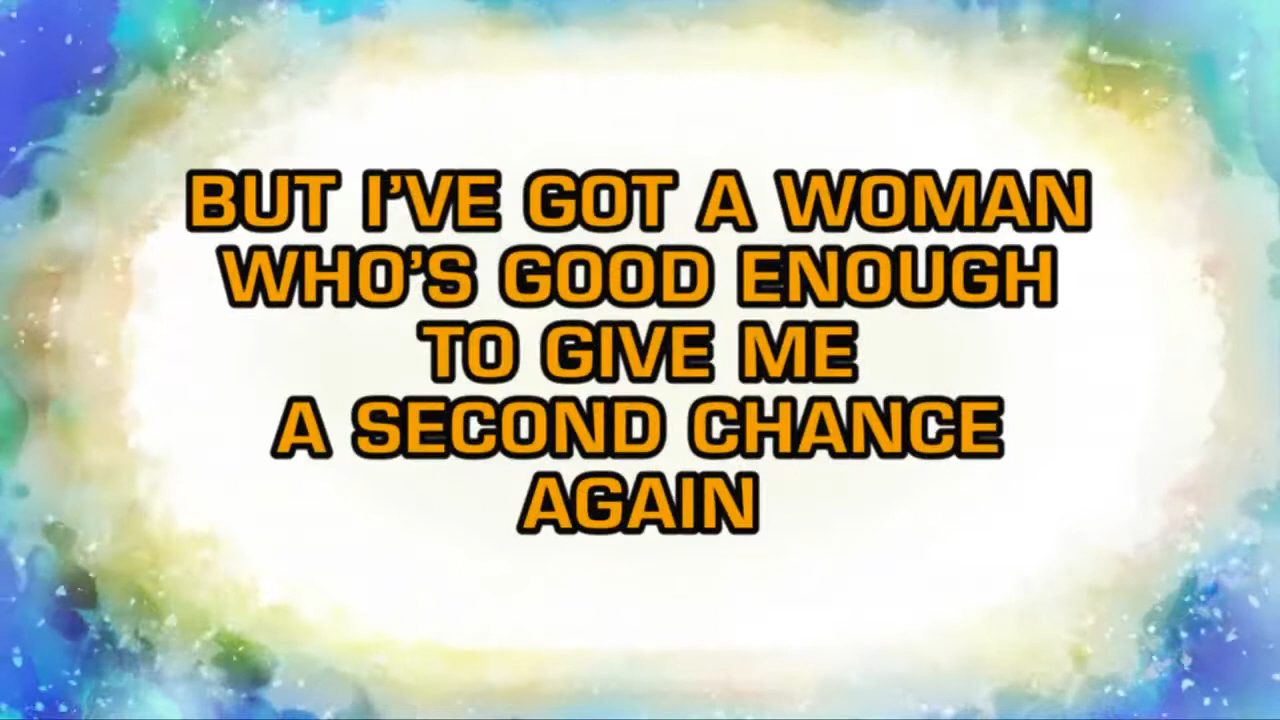 BUT I'VE GOT A WOMAN
WHO'S GOOD ENOUGH
TO GIVE ME
A SECOND CHANCE
AGAIN